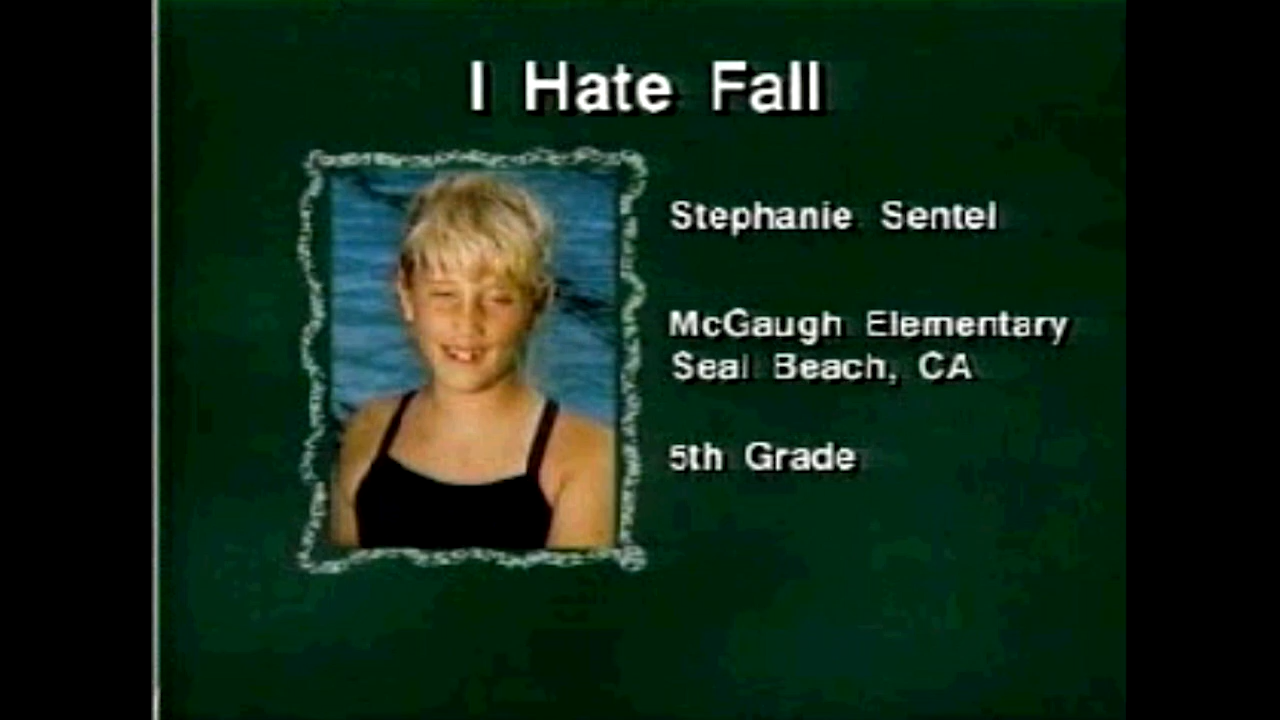 I Hate Fall
Stephanie Sentel
McGaugh Elementary
Seal Beach, CA
5th Grade